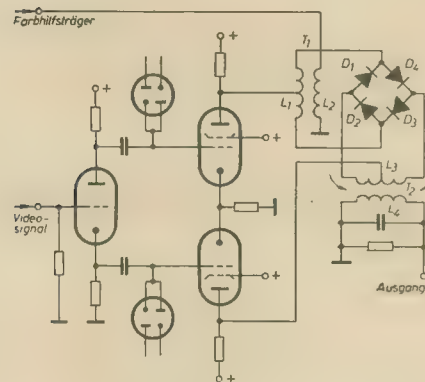 Farbhilfsträger
T1
D1
D4
L1
L2
D2
D3
L3
T2
L4
Video-
signal
Ausgang
+
+
+
+
+
+